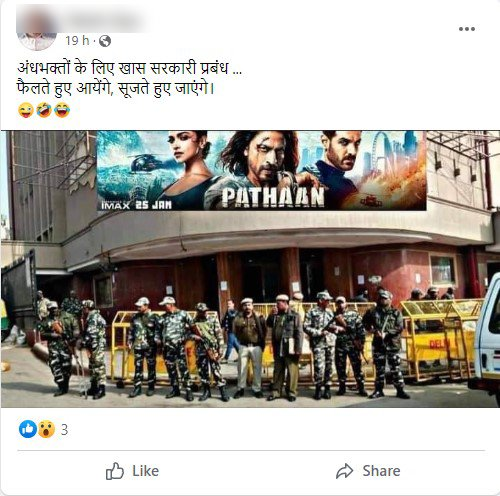 19 h ·
अंधभक्तों के लिए खास सरकारी प्रबंध ...
फैलते हुए आयेंगे, सूजते हुए जाएंगे।
😜🤣😂
IMAX 25 JAN
PATHAAN
DELHI
3
Like
Share